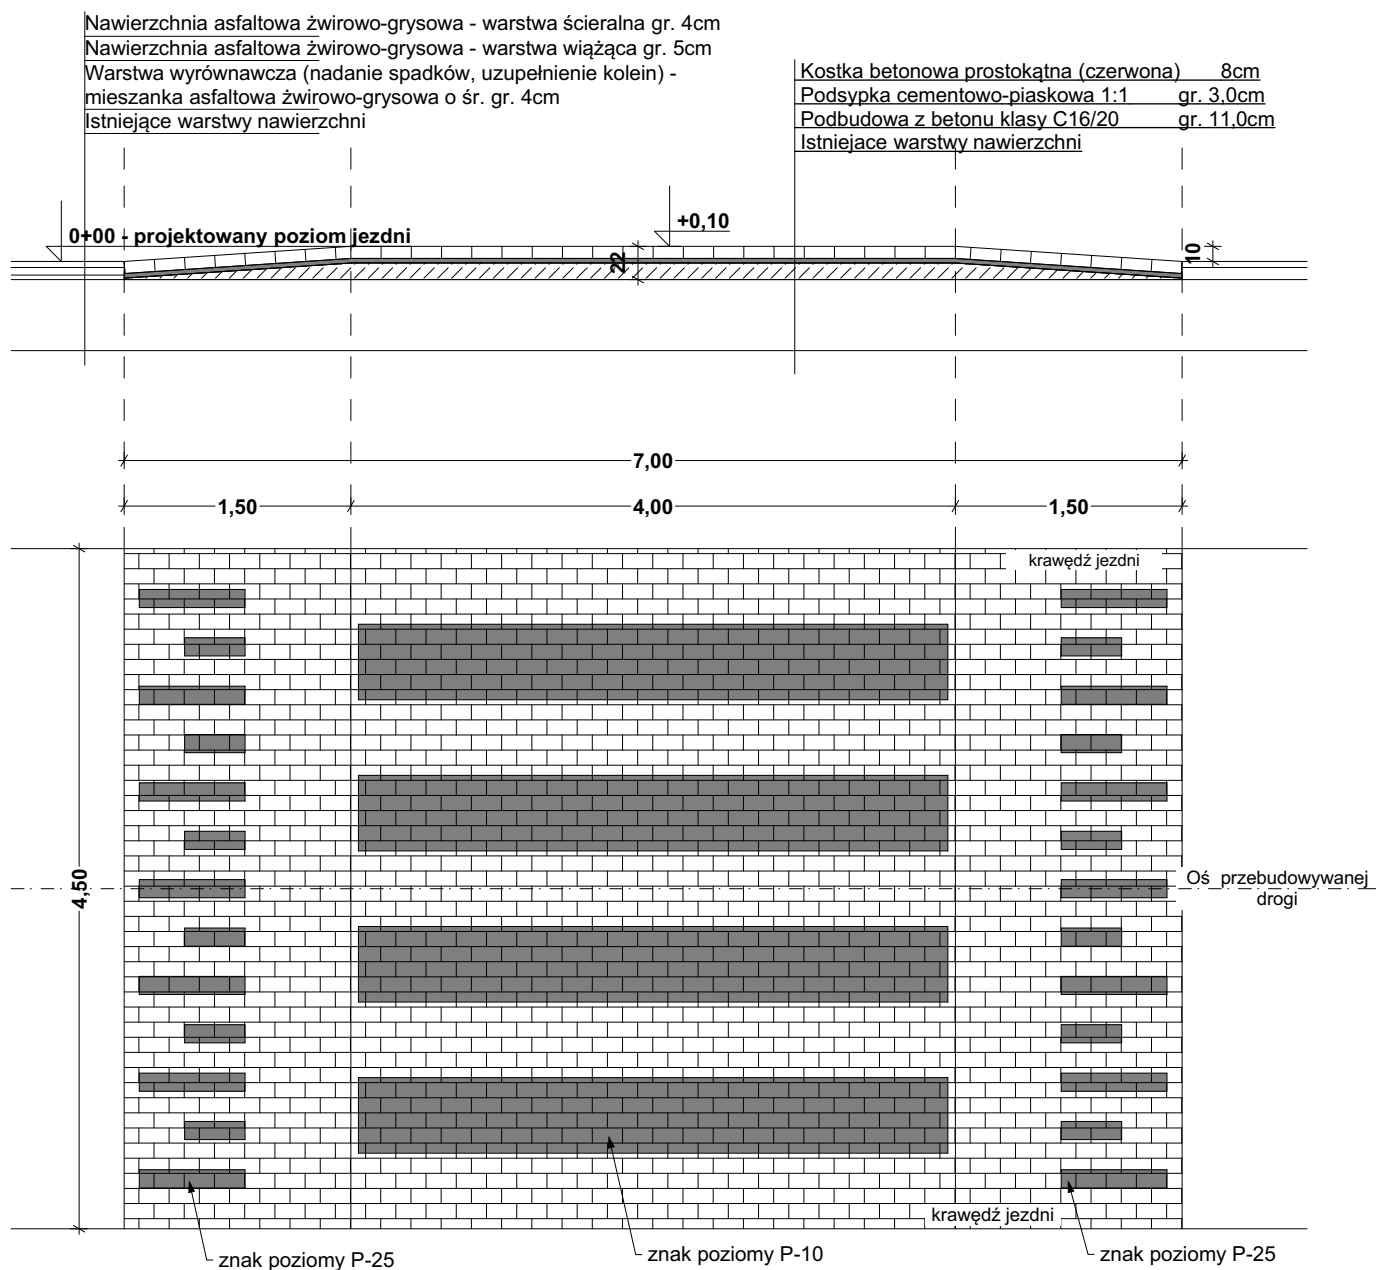 Nawierzchnia asfaltowa żwirowo-grysowa - warstwa ścieralna gr. 4cm
Nawierzchnia asfaltowa żwirowo-grysowa - warstwa wiążąca gr. 5cm
Warstwa wyrównawcza (nadanie spadków, uzupełnienie kolein) -
mieszanka asfaltowa żwirowo-grysowa o śr. gr. 4cm
Istniejące warstwy nawierzchni
Kostka betonowa prostokątna (czerwona) 8cm
Podsypka cementowo-piaskowa 1:1 gr. 3,0cm
Podbudowa z betonu klasy C16/20 gr. 11,0cm
Istniejace warstwy nawierzchni
0+00 - projektowany poziom jezdni
+0,10
22
10
7,00
1,50
4,00
1,50
krawędź jezdni
4,50
Oś przebudowywanej
drogi
krawędź jezdni
znak poziomy P-25
znak poziomy P-10
znak poziomy P-25